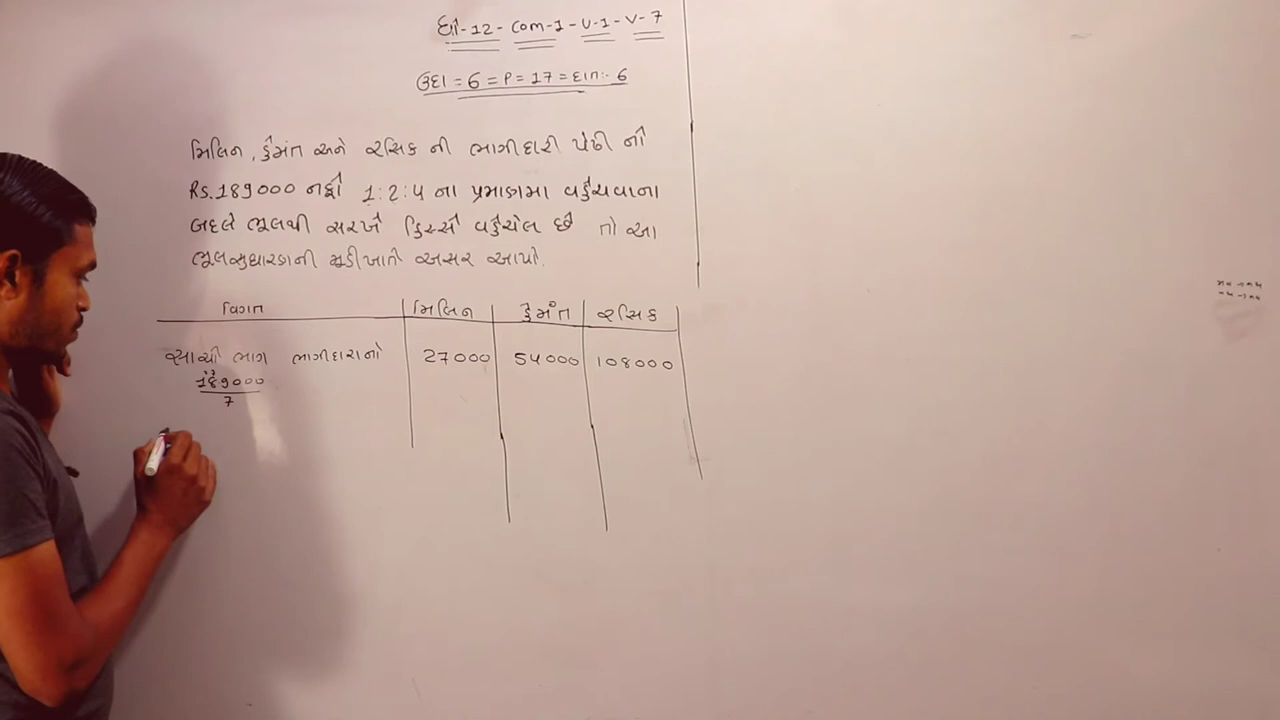 ધો-12-Com-1-U-1-V-7
ઉદા = 6 = P = 17 = દાખ:- 6
મિલિન, હેમંત અને રસિક ની ભાગીદારી પેઢી નો
Rs.189000 નફો 1:2:4 ના પ્રમાણમા વહેંચવાના
બદલે ભૂલથી સરખે હિસ્સે વહેંચેલ છે તો આ
ભૂલસુધારણાની મૂડીખાતે અસર આપો.
વિગત મિલિન હેમંત રસિક
સાચો ભાગ ભાગીદારોનો 27000 54000 108000
189000
7